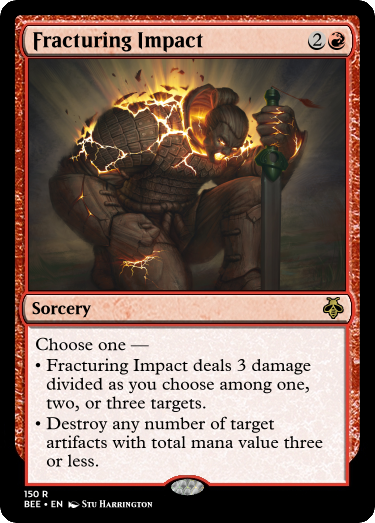 Fracturing Impact 2
Sorcery
Choose one —
• Fracturing Impact deals 3 damage
divided as you choose among one,
two, or three targets.
• Destroy any number of target
artifacts with total mana value three
or less.
150 R
BEE • EN Stu Harrington